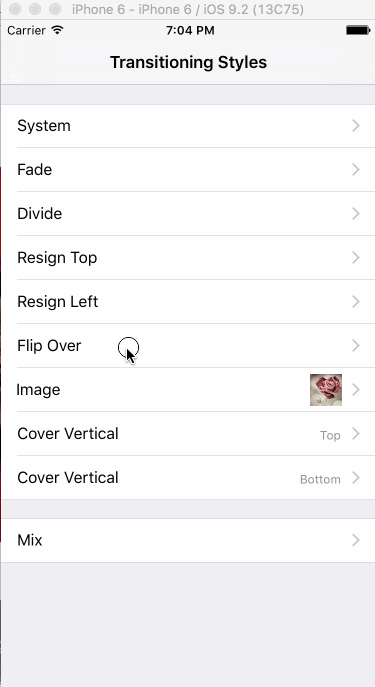 iPhone 6 - iPhone 6 / iOS 9.2 (13C75)
Carrier 7:04 PM
Transitioning Styles
System
Fade
Divide
Resign Top
Resign Left
Flip Over
Image
Cover Vertical Top
Cover Vertical Bottom
Mix